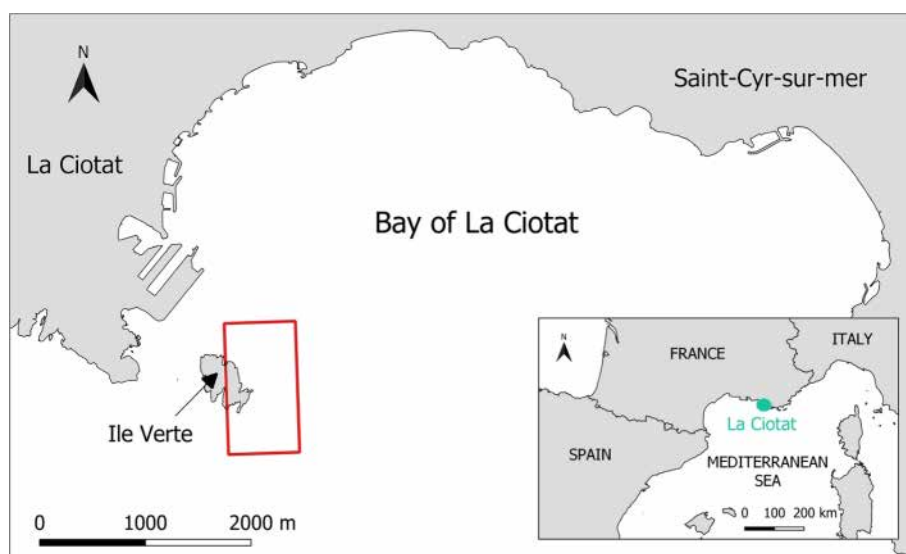 N
Saint-Cyr-sur-mer
La Ciotat
Bay of La Ciotat
Ile Verte
0 1000 2000 m
N
FRANCE
ITALY
La Ciotat
SPAIN
MEDITERRANEAN
SEA
0 100 200 km